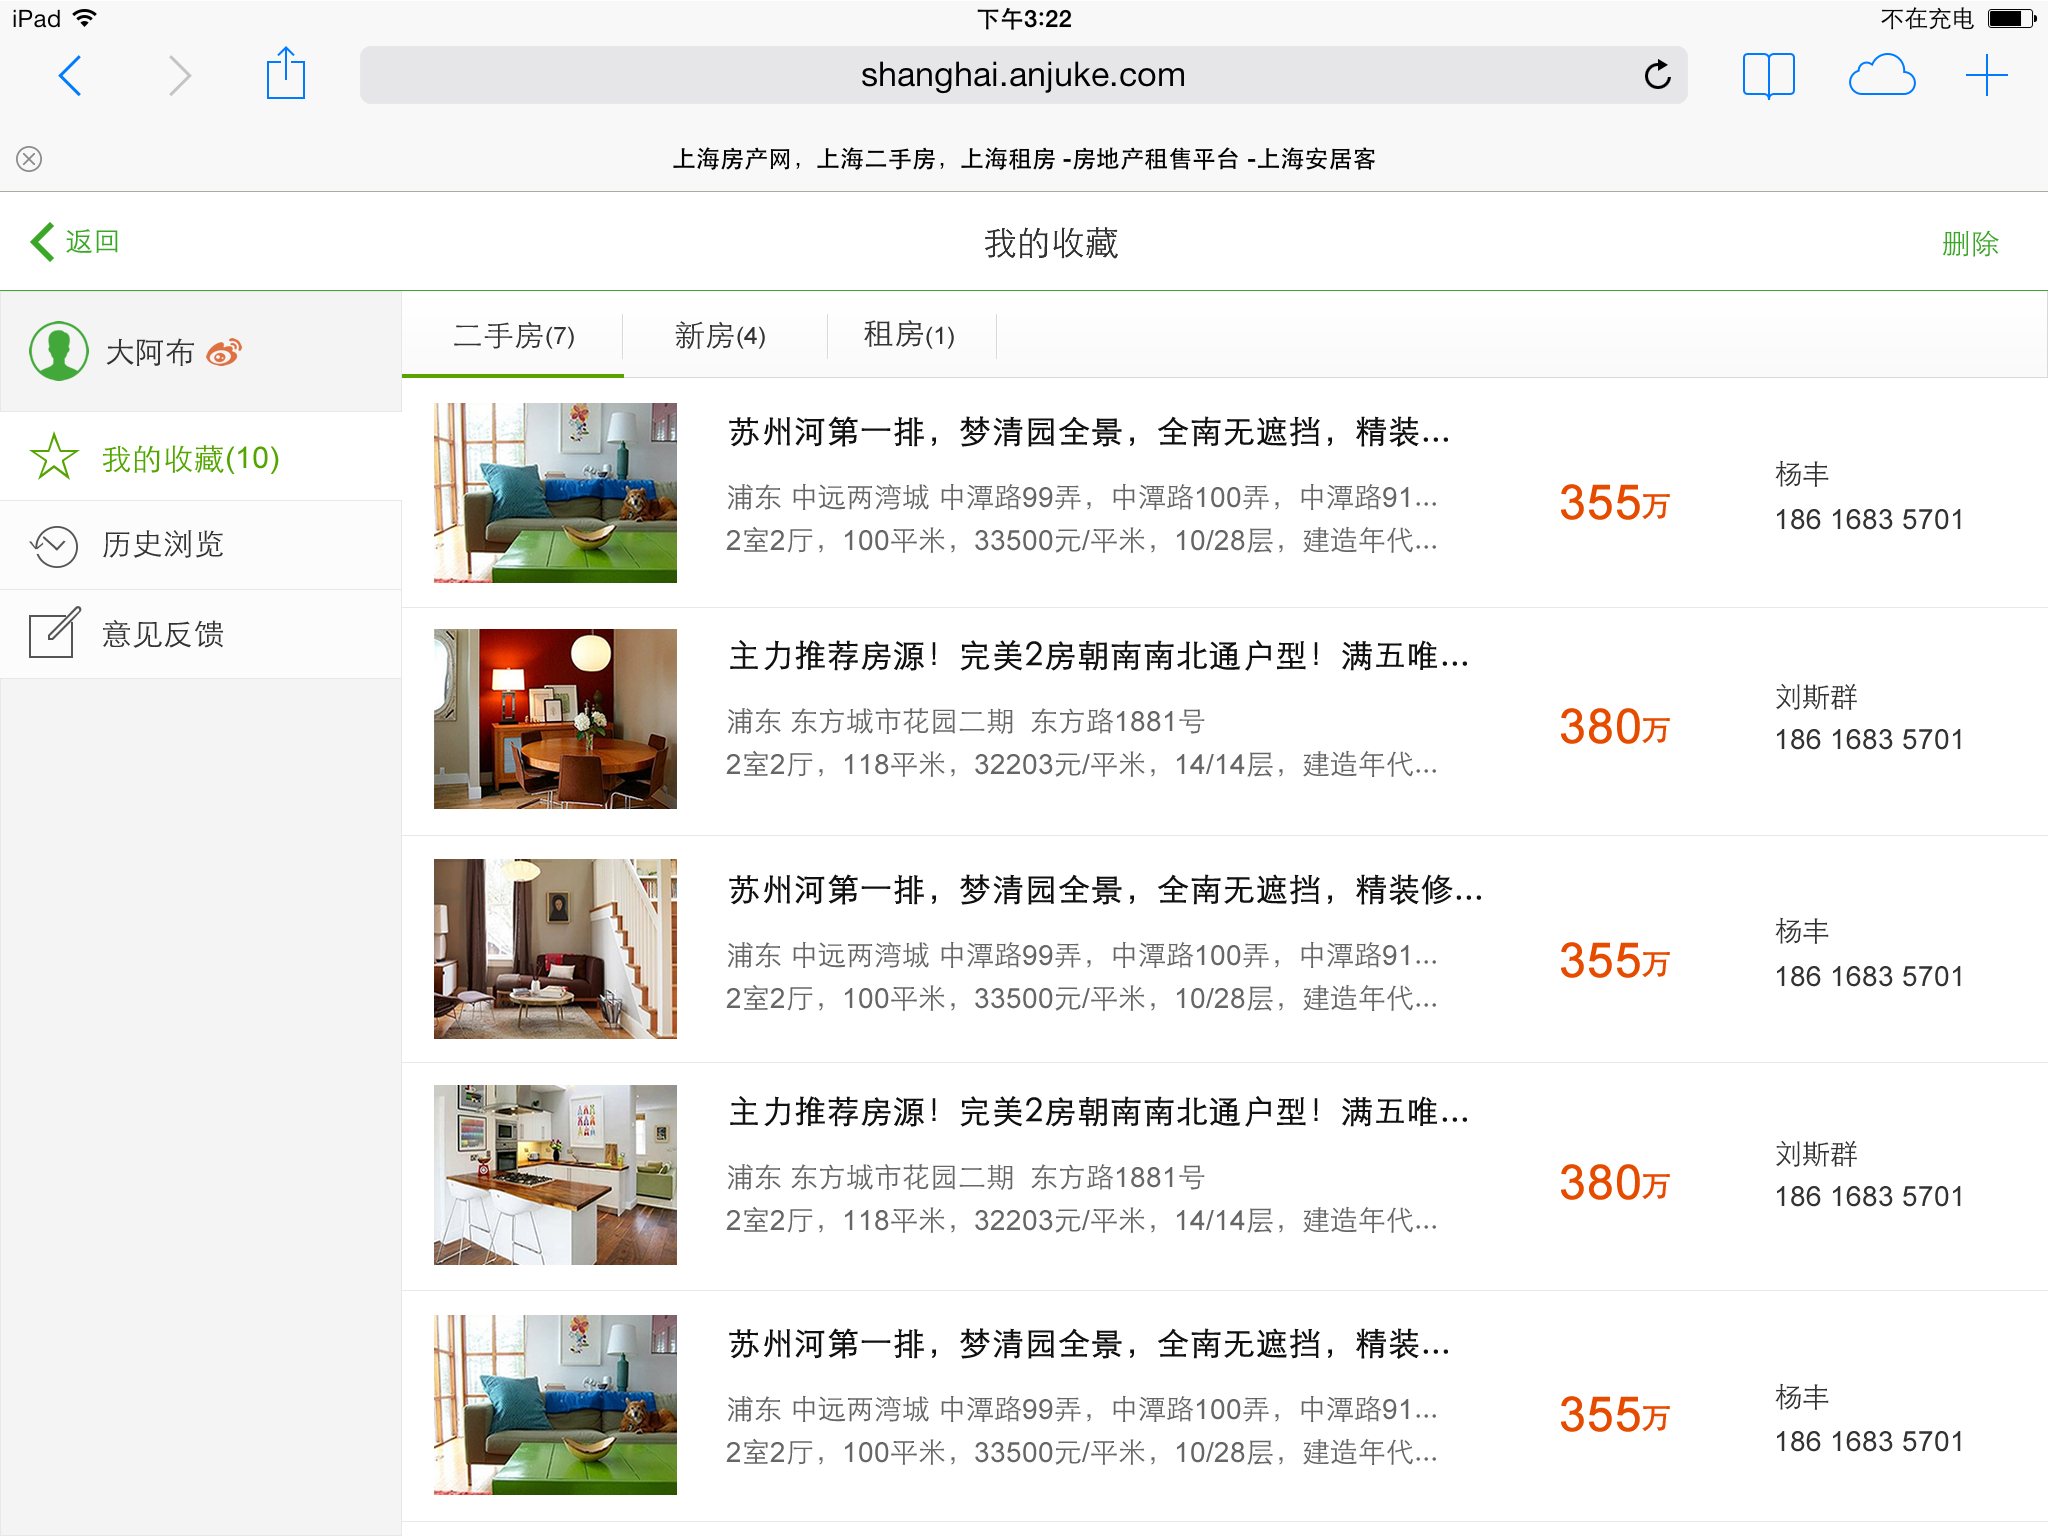 iPad
下午3:22
不在充电
shanghai.anjuke.com
上海房产网，上海二手房，上海租房 -房地产租售平台 -上海安居客
返回
我的收藏
删除
大阿布
我的收藏(10)
历史浏览
意见反馈
二手房(7)
新房(4)
租房(1)
苏州河第一排，梦清园全景，全南无遮挡，精装...
浦东 中远两湾城 中潭路99弄，中潭路100弄，中潭路91...
2室2厅，100平米，33500元/平米，10/28层，建造年代...
355万
杨丰
186 1683 5701
主力推荐房源！完美2房朝南南北通户型！满五唯...
浦东 东方城市花园二期 东方路1881号
2室2厅，118平米，32203元/平米，14/14层，建造年代...
380万
刘斯群
186 1683 5701
苏州河第一排，梦清园全景，全南无遮挡，精装修...
浦东 中远两湾城 中潭路99弄，中潭路100弄，中潭路91...
2室2厅，100平米，33500元/平米，10/28层，建造年代...
355万
杨丰
186 1683 5701
主力推荐房源！完美2房朝南南北通户型！满五唯...
浦东 东方城市花园二期 东方路1881号
2室2厅，118平米，32203元/平米，14/14层，建造年代...
380万
刘斯群
186 1683 5701
苏州河第一排，梦清园全景，全南无遮挡，精装...
浦东 中远两湾城 中潭路99弄，中潭路100弄，中潭路91...
2室2厅，100平米，33500元/平米，10/28层，建造年代...
355万
杨丰
186 1683 5701